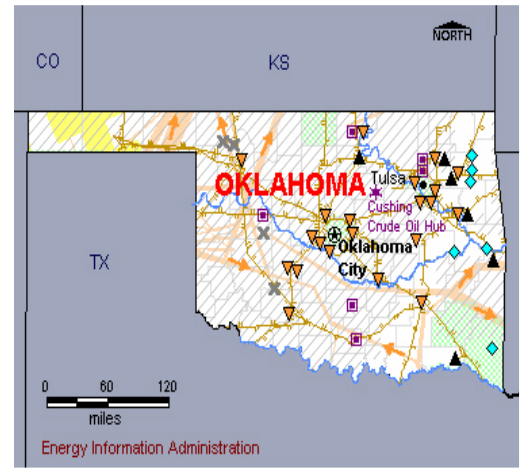 NORTH
CO
KS
Tulsa
OKLAHOMA
Cushing
Crude Oil Hub
Oklahoma
City
TX
0 60 120
miles
Energy Information Administration